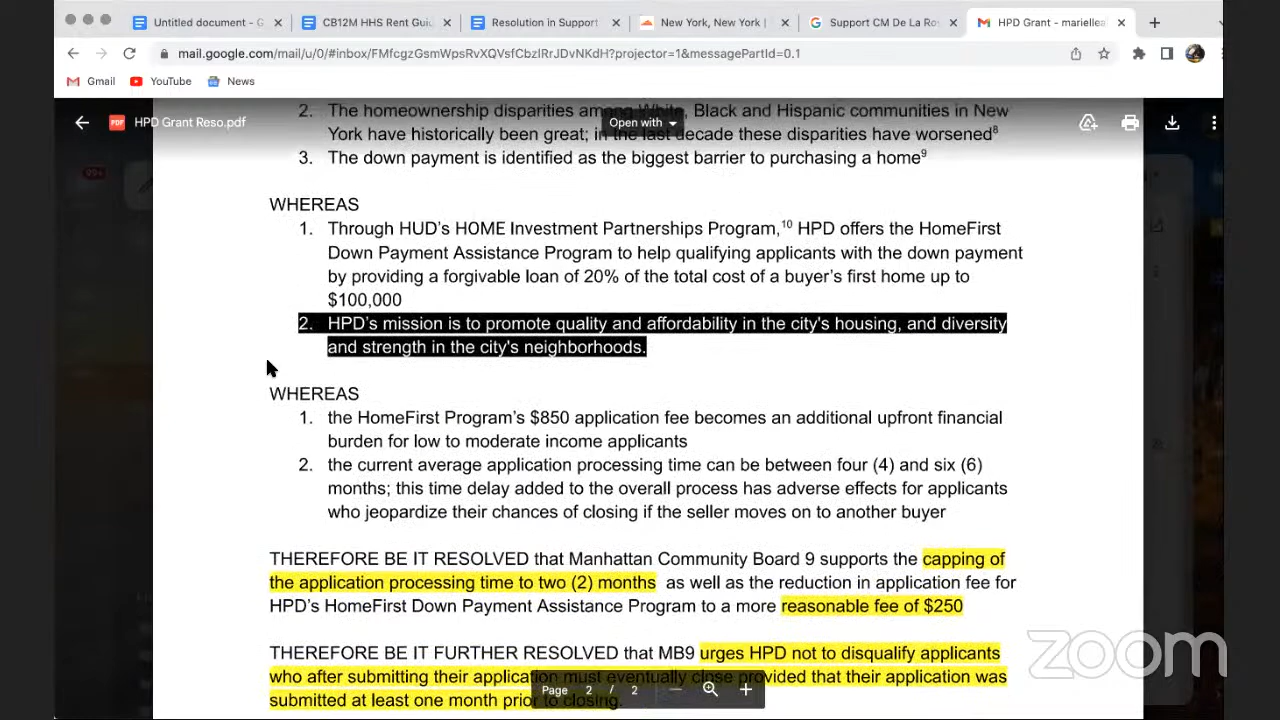 Untitled document - G
CB12M HHS Rent Gui
Resolution in Support
New York, New York |
Support CM De La Ros
HPD Grant - mariellea
mail.google.com/mail/u/0/#inbox/FMfcgzGsmWpsRvXQVsfCbzlRrJDvNKdH?projector=1&messagePartId=0.1
Gmail
YouTube
News
2. The homeownership disparities among White, Black and Hispanic communities in New
PDF
HPD Grant Reso.pdf
Open with
York have historically been great; in the last decade these disparities have worsened⁸
3. The down payment is identified as the biggest barrier to purchasing a home⁹
99+
WHEREAS
1. Through HUD's HOME Investment Partnerships Program,¹⁰ HPD offers the HomeFirst
Down Payment Assistance Program to help qualifying applicants with the down payment
by providing a forgivable loan of 20% of the total cost of a buyer's first home up to
$100,000
2. HPD's mission is to promote quality and affordability in the city's housing, and diversity
and strength in the city's neighborhoods.
WHEREAS
1. the HomeFirst Program's $850 application fee becomes an additional upfront financial
burden for low to moderate income applicants
2. the current average application processing time can be between four (4) and six (6)
months; this time delay added to the overall process has adverse effects for applicants
who jeopardize their chances of closing if the seller moves on to another buyer
THEREFORE BE IT RESOLVED that Manhattan Community Board 9 supports the capping of
the application processing time to two (2) months as well as the reduction in application fee for
HPD's HomeFirst Down Payment Assistance Program to a more reasonable fee of $250
THEREFORE BE IT FURTHER RESOLVED that MB9 urges HPD not to disqualify applicants
who after submitting their application must eventually close provided that their application was
submitted at least one month prior to closing.
Page 2 / 2
zoom